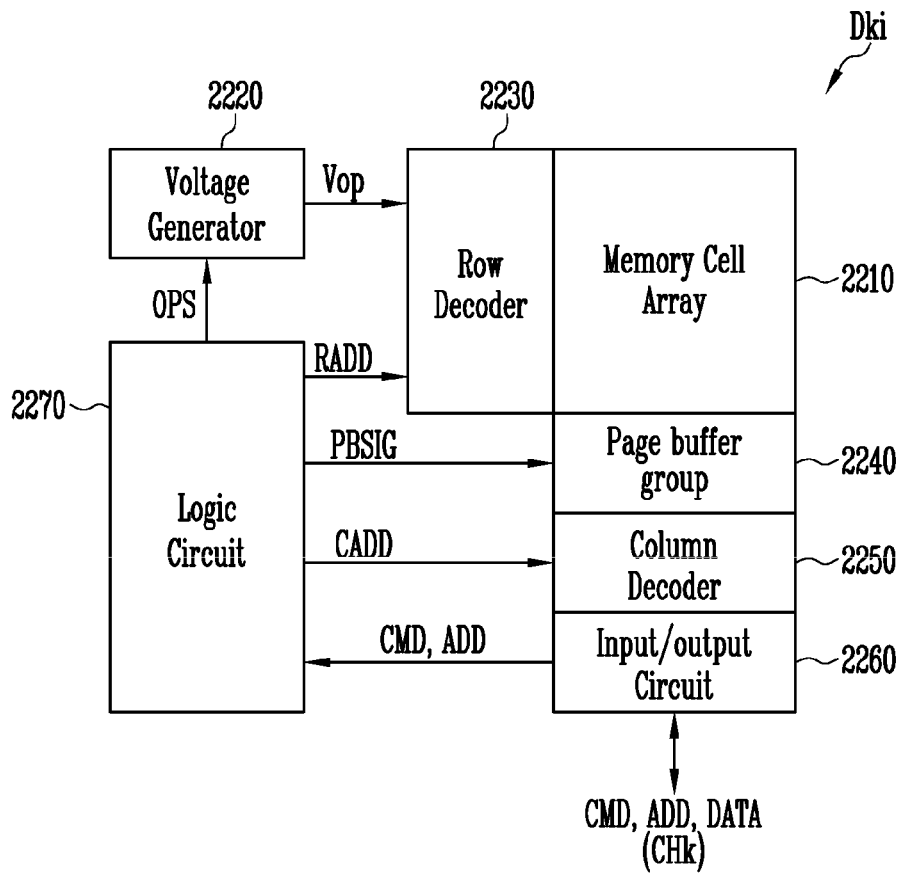 Dki
2220
2230
Voltage
Generator
Vop
Row
Decoder
Memory Cell
Array
2210
OPS
RADD
2270
PBSIG
Page buffer
group
2240
Logic
Circuit
CADD
Column
Decoder
2250
CMD, ADD
Input/output
Circuit
2260
CMD, ADD, DATA
(CHk)